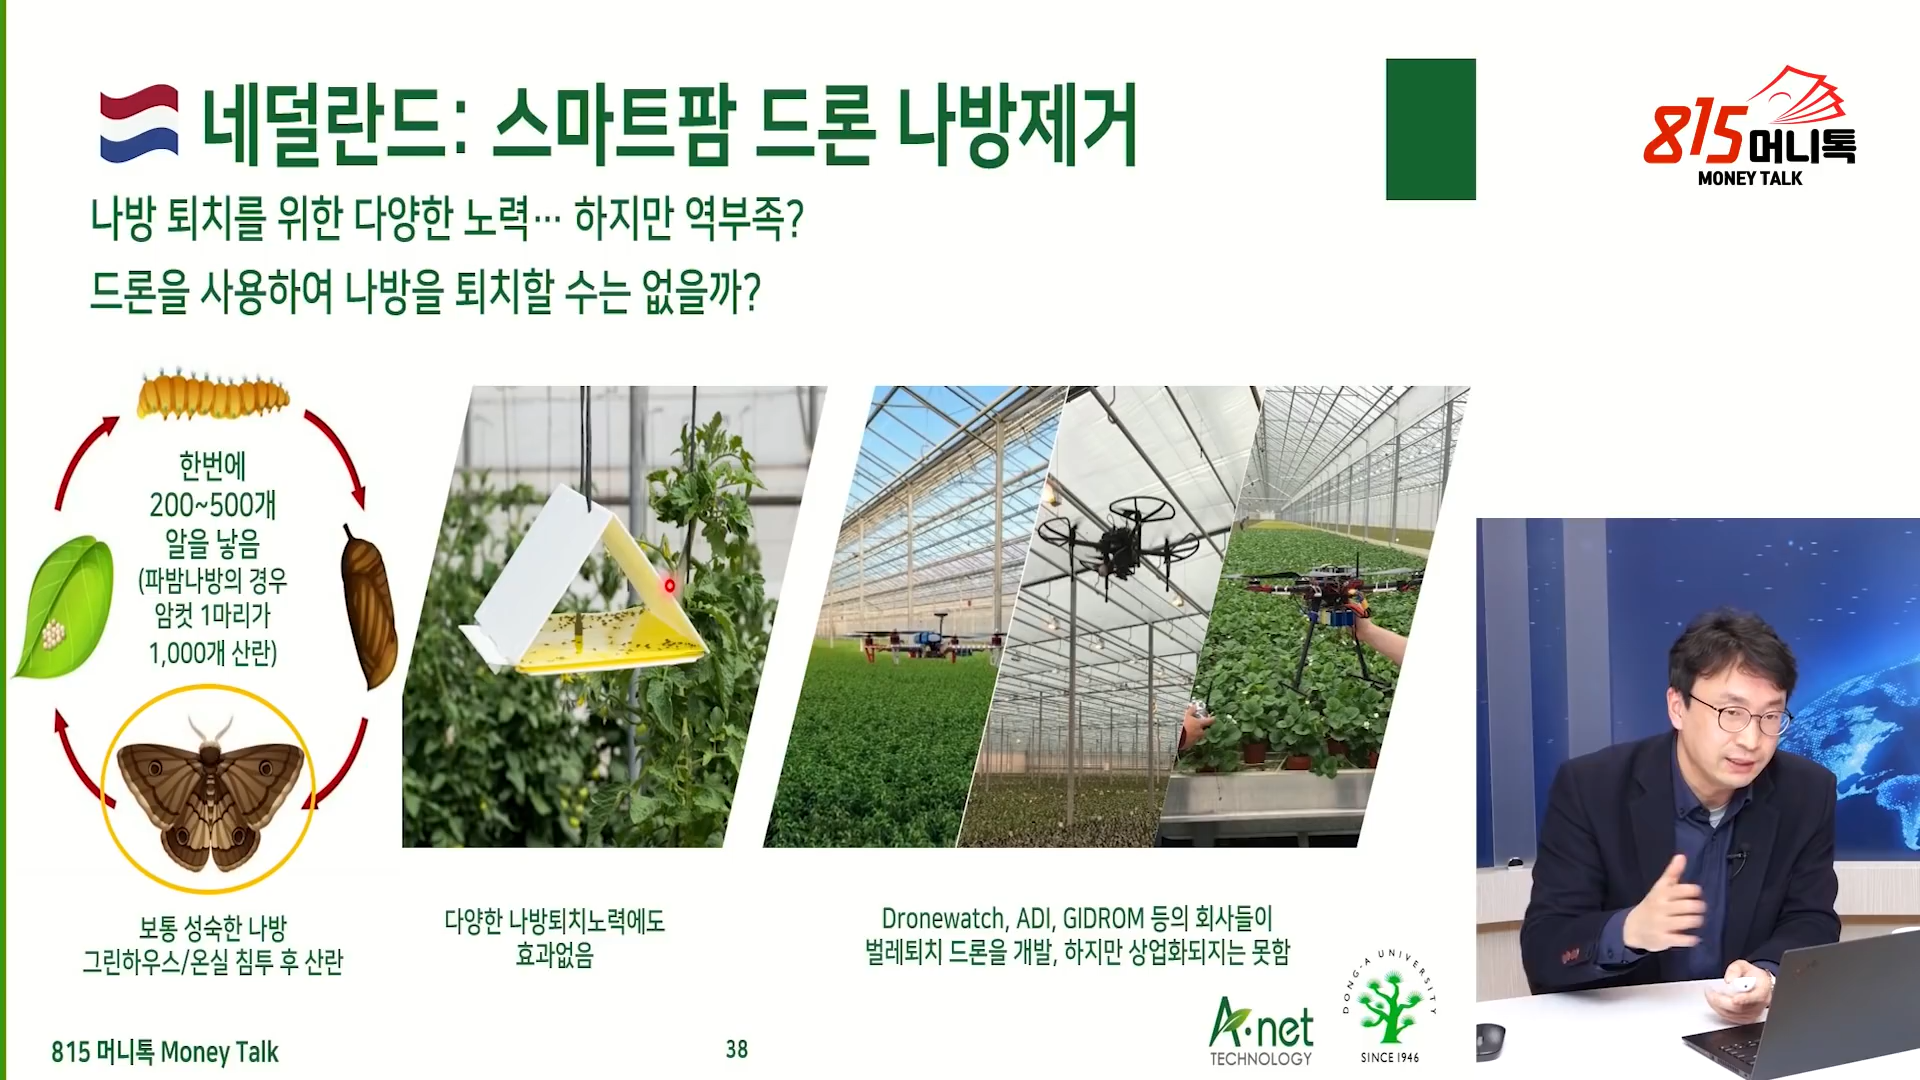 네덜란드: 스마트팜 드론 나방제거
815 머니톡
MONEY TALK
나방 퇴치를 위한 다양한 노력… 하지만 역부족?
드론을 사용하여 나방을 퇴치할 수는 없을까?
한번에
200~500개
알을 낳음
(파밤나방의 경우
암컷 1마리가
1,000개 산란)
보통 성숙한 나방
그린하우스/온실 침투 후 산란
다양한 나방퇴치노력에도
효과없음
Dronewatch, ADI, GIDROM 등의 회사들이
벌레퇴치 드론을 개발, 하지만 상업화되지는 못함
A·net
TECHNOLOGY
DONG-A UNIVERSITY
SINCE 1946
815 머니톡 Money Talk
38